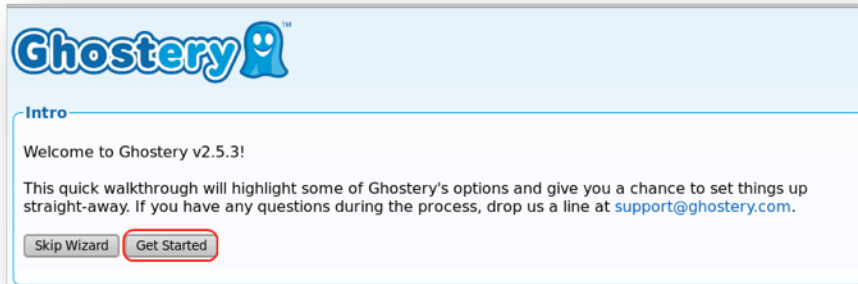 Ghostery™
Intro
Welcome to Ghostery v2.5.3!
This quick walkthrough will highlight some of Ghostery's options and give you a chance to set things up
straight-away. If you have any questions during the process, drop us a line at support@ghostery.com.
Skip Wizard Get Started